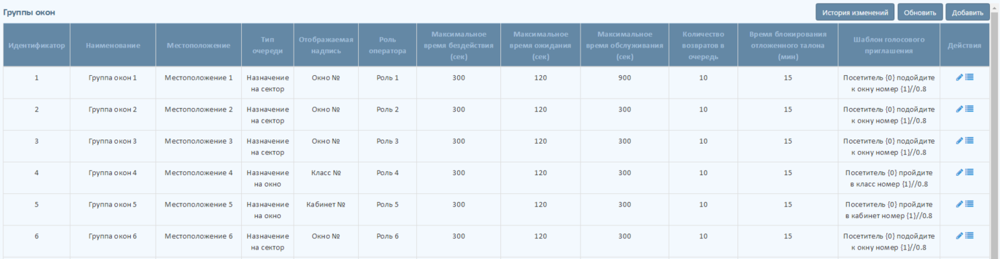 Группы окон
История изменений
Обновить
Добавить
Идентификатор
Наименование
Местоположение
Тип
очереди
Отображаемая
надпись
Роль
оператора
Максимальное
время бездействия
(сек)
Максимальное
время ожидания
(сек)
Максимальное
время обслуживания
(сек)
Количество
возвратов в
очередь
Время блокирования
отложенного талона
(мин)
Шаблон голосового
приглашения
Действия
1
Группа окон 1
Местоположение 1
Назначение
на сектор
Окно №
Роль 1
300
120
900
10
15
Посетитель {0} подойдите
к окну номер {1}//0.8
2
Группа окон 2
Местоположение 2
Назначение
на сектор
Окно №
Роль 2
300
120
300
10
15
Посетитель {0} подойдите
к окну номер {1}//0.8
3
Группа окон 3
Местоположение 3
Назначение
на сектор
Окно №
Роль 3
300
120
300
10
15
Посетитель {0} подойдите
к окну номер {1}//0.8
4
Группа окон 4
Местоположение 4
Назначение
на окно
Класс №
Роль 4
300
120
300
10
15
Посетитель {0} пройдите
в класс номер {1}//0.8
5
Группа окон 5
Местоположение 5
Назначение
на окно
Кабинет №
Роль 5
300
120
300
10
15
Посетитель {0} пройдите
в кабинет номер {1}//0.8
6
Группа окон 6
Местоположение 6
Назначение
на сектор
Окно №
Роль 6
300
120
300
10
15
Посетитель {0} подойдите
к окну номер {1}//0.8